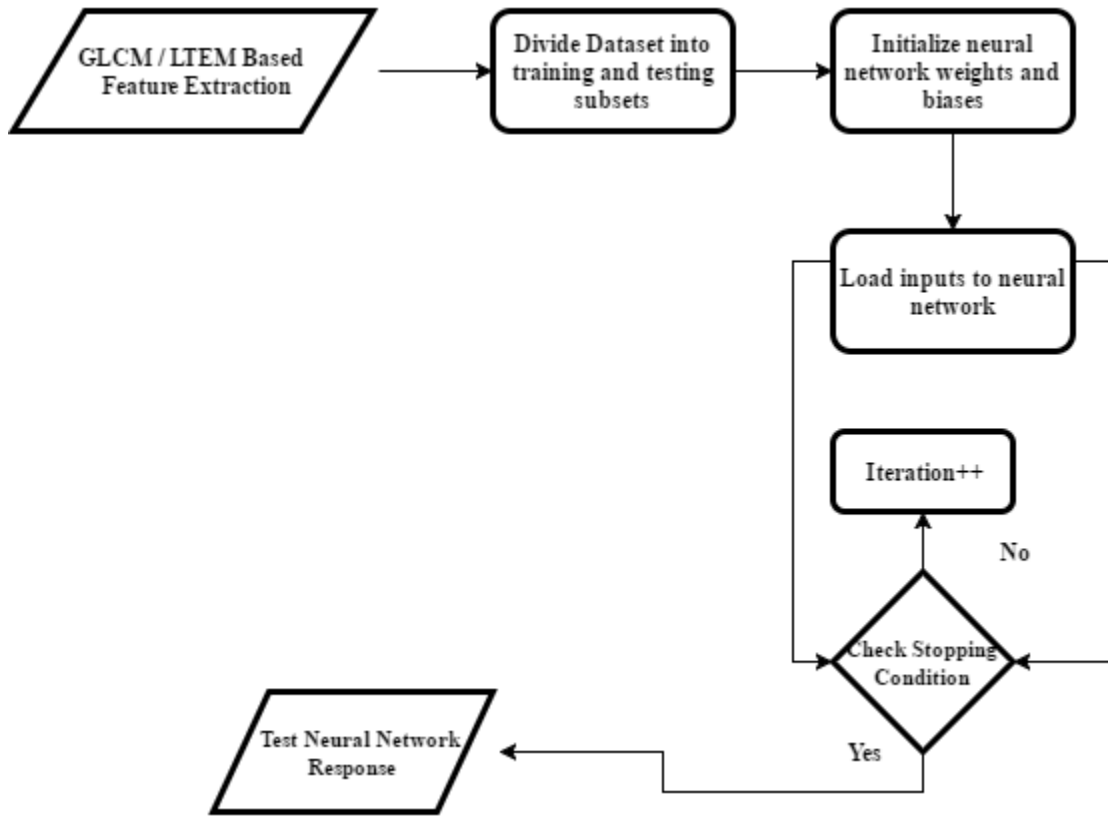 GLCM / LTEM Based
Feature Extraction
Divide Dataset into
training and testing
subsets
Initialize neural
network weights and
biases
Load inputs to neural
network
Iteration++
No
Check Stopping
Condition
Yes
Test Neural Network
Response